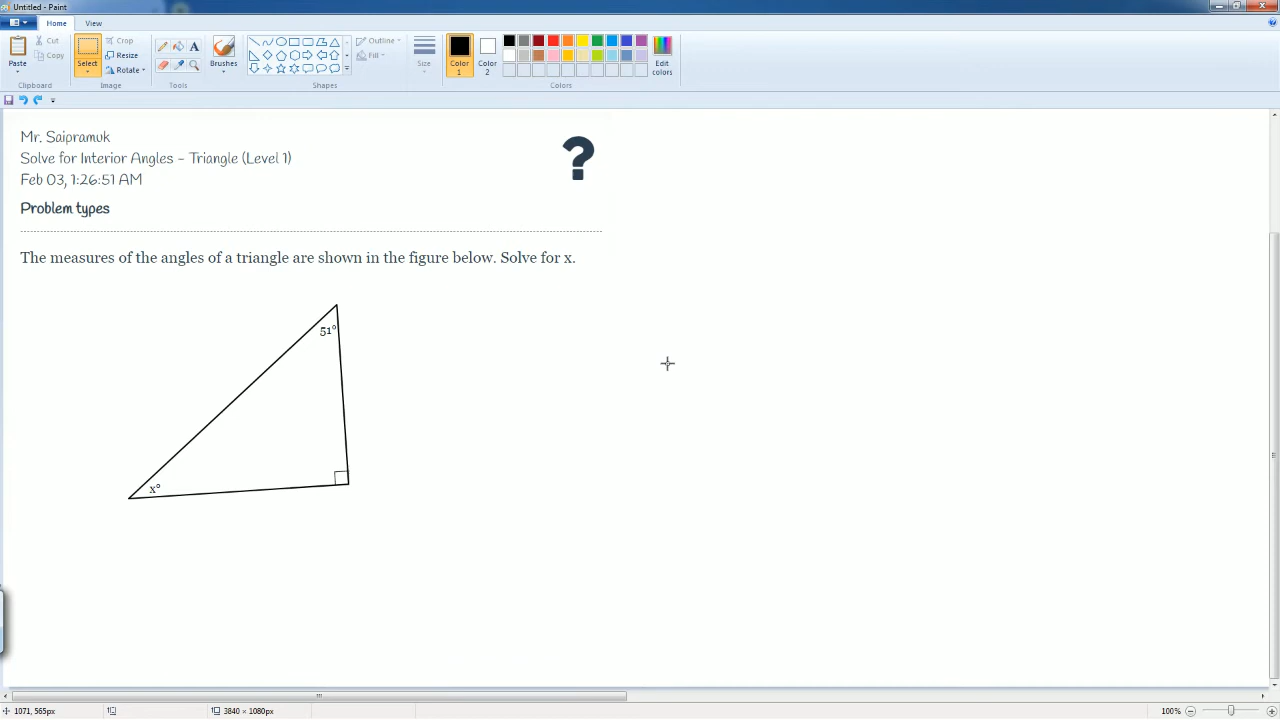 Untitled - Paint
Home
View
Paste
Cut
Copy
Clipboard
Select
Crop
Resize
Rotate
Image
Tools
Brushes
Outline
Fill
Shapes
Size
Color 1
Color 2
Edit colors
Colors
Mr. Saipramuk
Solve for Interior Angles - Triangle (Level 1)
Feb 03, 1:26:51 AM
?
Problem types
The measures of the angles of a triangle are shown in the figure below. Solve for x.
51°
x°
1071, 565px
3840 × 1080px
100%